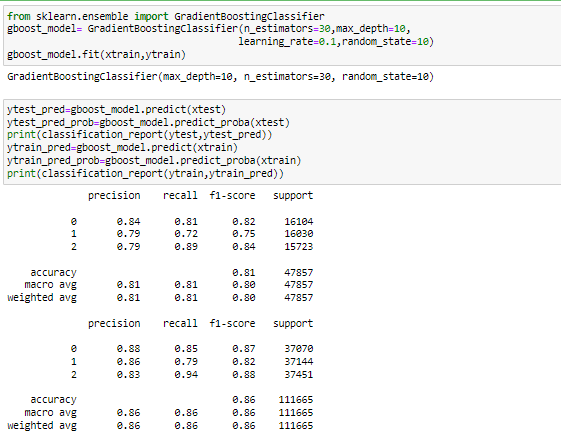 from sklearn.ensemble import GradientBoostingClassifier
gboost_model= GradientBoostingClassifier(n_estimators=30,max_depth=10,
learning_rate=0.1,random_state=10)
gboost_model.fit(xtrain,ytrain)
GradientBoostingClassifier(max_depth=10, n_estimators=30, random_state=10)
ytest_pred=gboost_model.predict(xtest)
ytest_pred_prob=gboost_model.predict_proba(xtest)
print(classification_report(ytest,ytest_pred))
ytrain_pred=gboost_model.predict(xtrain)
ytrain_pred_prob=gboost_model.predict_proba(xtrain)
print(classification_report(ytrain,ytrain_pred))
precision recall f1-score support
0 0.84 0.81 0.82 16104
1 0.79 0.72 0.75 16030
2 0.79 0.89 0.84 15723
accuracy 0.81 47857
macro avg 0.81 0.81 0.80 47857
weighted avg 0.81 0.81 0.80 47857
precision recall f1-score support
0 0.88 0.85 0.87 37070
1 0.86 0.79 0.82 37144
2 0.83 0.94 0.88 37451
accuracy 0.86 111665
macro avg 0.86 0.86 0.86 111665
weighted avg 0.86 0.86 0.86 111665